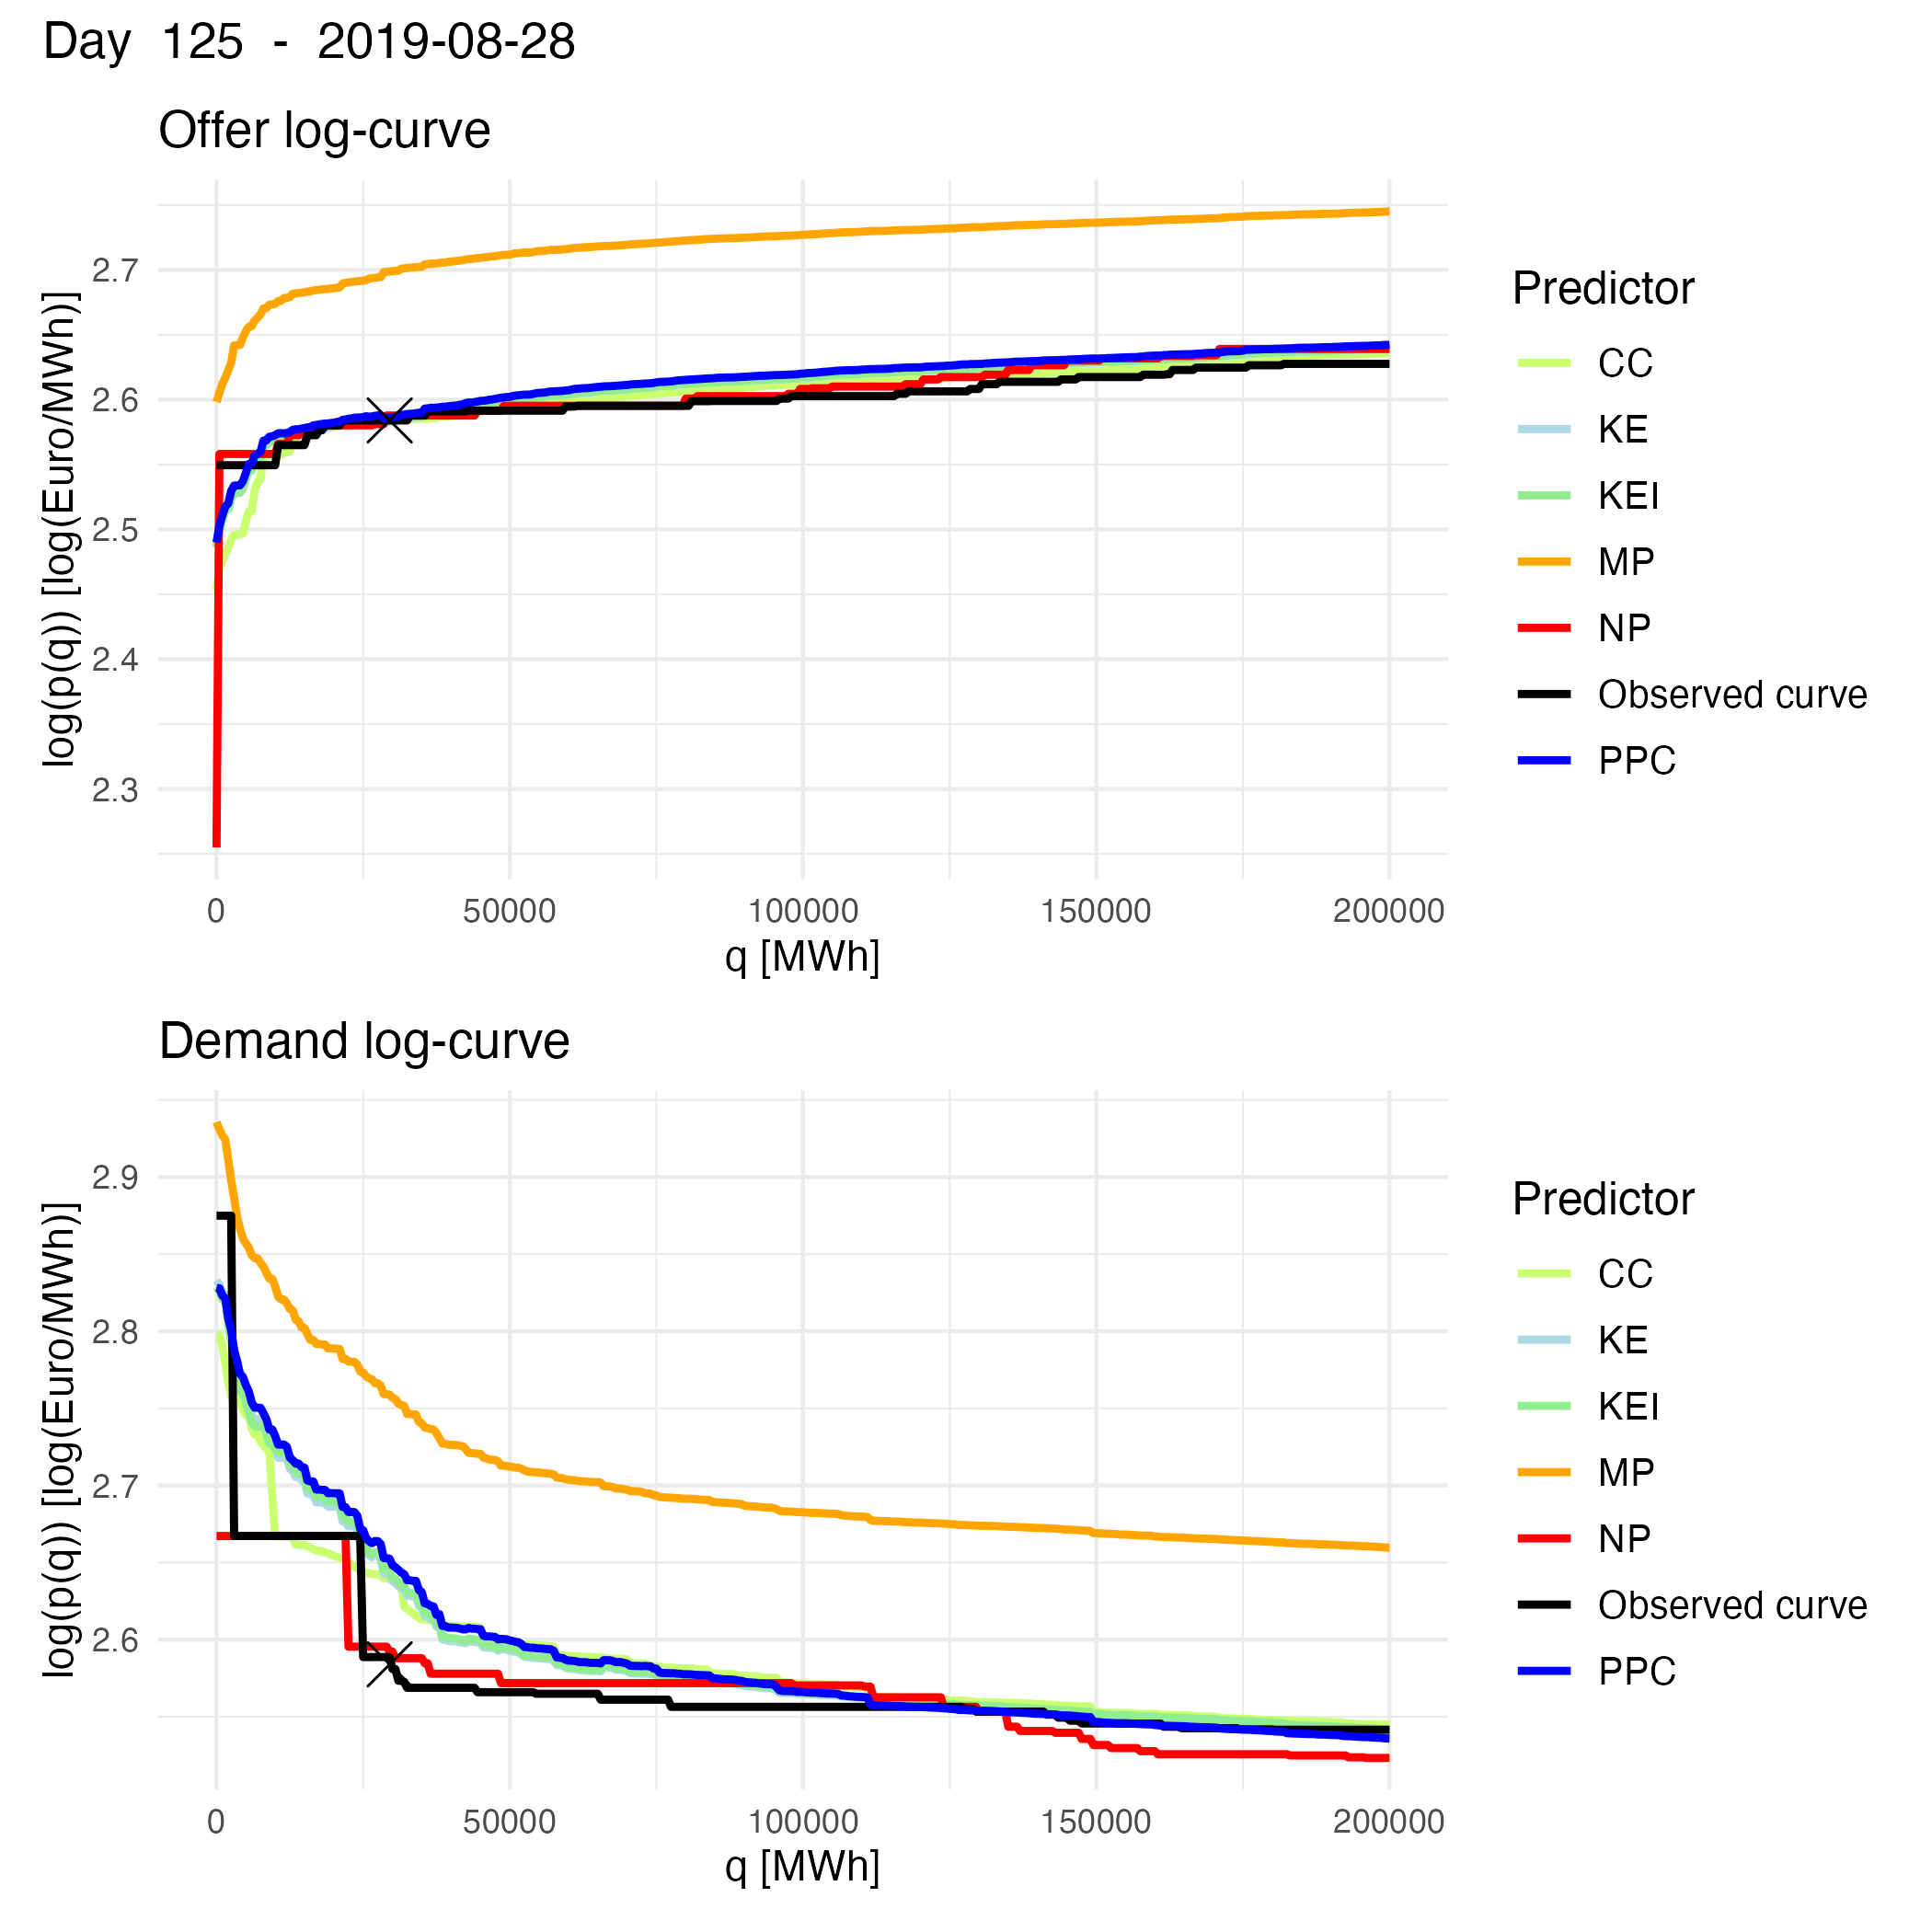 Day 125 - 2019-08-28
Offer log-curve
log(p(q)) [log(Euro/MWh)]
2.7
2.6
2.5
2.4
2.3
0 50000 100000 150000 200000
q [MWh]
Predictor
CC
KE
KEI
MP
NP
Observed curve
PPC
Demand log-curve
log(p(q)) [log(Euro/MWh)]
2.9
2.8
2.7
2.6
0 50000 100000 150000 200000
q [MWh]
Predictor
CC
KE
KEI
MP
NP
Observed curve
PPC